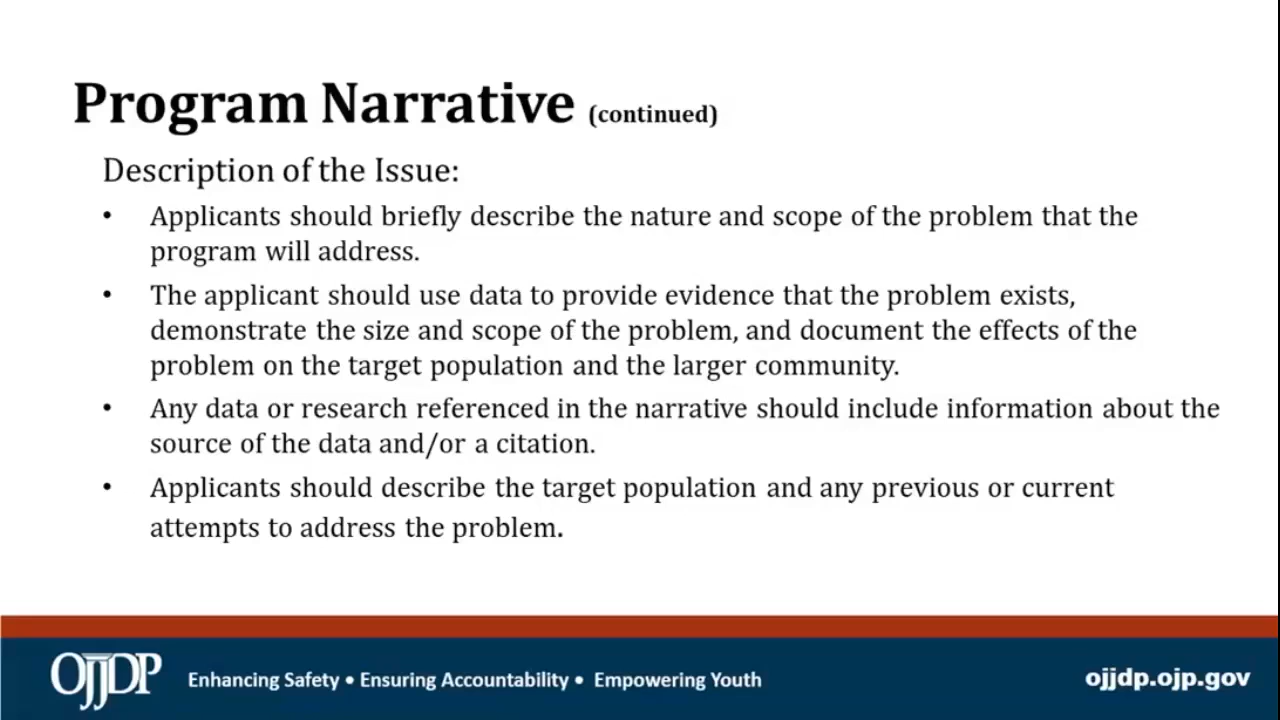 Program Narrative (continued)
Description of the Issue:
• Applicants should briefly describe the nature and scope of the problem that the
program will address.
• The applicant should use data to provide evidence that the problem exists,
demonstrate the size and scope of the problem, and document the effects of the
problem on the target population and the larger community.
• Any data or research referenced in the narrative should include information about the
source of the data and/or a citation.
• Applicants should describe the target population and any previous or current
attempts to address the problem.
OJJDP Enhancing Safety • Ensuring Accountability • Empowering Youth ojjdp.ojp.gov